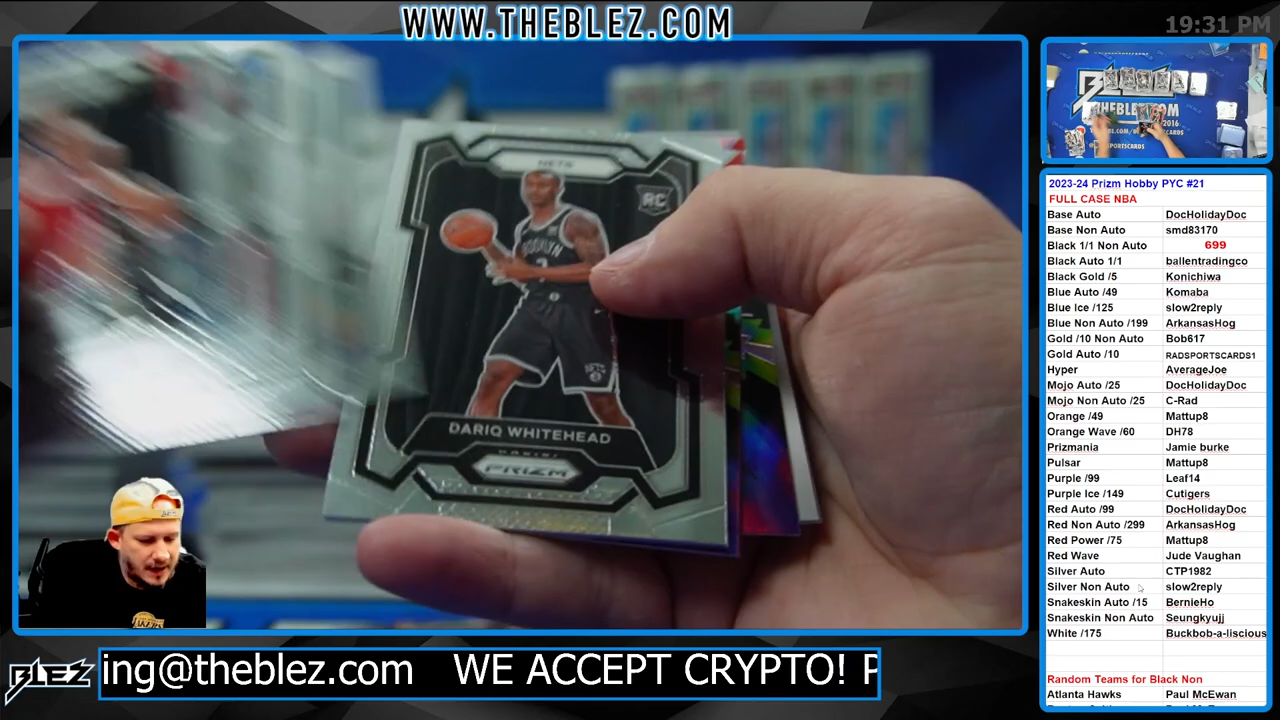 WWW.THEBLEZ.COM
19:31 PM
NETS
RC
BROOKLYN
DARIQ WHITEHEAD
PANINI
PRIZM
BLEZ
THEBLEZ.COM
2016
2023-24 Prizm Hobby PYC #21
FULL CASE NBA
Base Auto DocHolidayDoc
Base Non Auto smd83170
Black 1/1 Non Auto 699
Black Auto 1/1 ballentradingco
Black Gold /5 Konichiwa
Blue Auto /49 Komaba
Blue ice /125 slow2reply
Blue Non Auto /199 ArkansasHog
Gold /10 Non Auto Bob617
Gold Auto /10 RADSPORTSCARDS1
Hyper AverageJoe
Mojo Auto /25 DocHolidayDoc
Mojo Non Auto /25 C-Rad
Orange /49 Mattup8
Orange Wave /60 DH78
Prizmania Jamie burke
Pulsar Mattup8
Purple /99 Leaf14
Purple Ice /149 Cutigers
Red Auto /99 DocHolidayDoc
Red Non Auto /299 ArkansasHog
Red Power /75 Mattup8
Red Wave Jude Vaughan
Silver Auto CTP1982
Silver Non Auto slow2reply
Snakeskin Auto /15 BernieHo
Snakeskin Non Auto Seungkyujj
White /175 Buckbob-a-liscious
Random Teams for Black Non
Atlanta Hawks Paul McEwan
BLEZ
ing@theblez.com WE ACCEPT CRYPTO! P